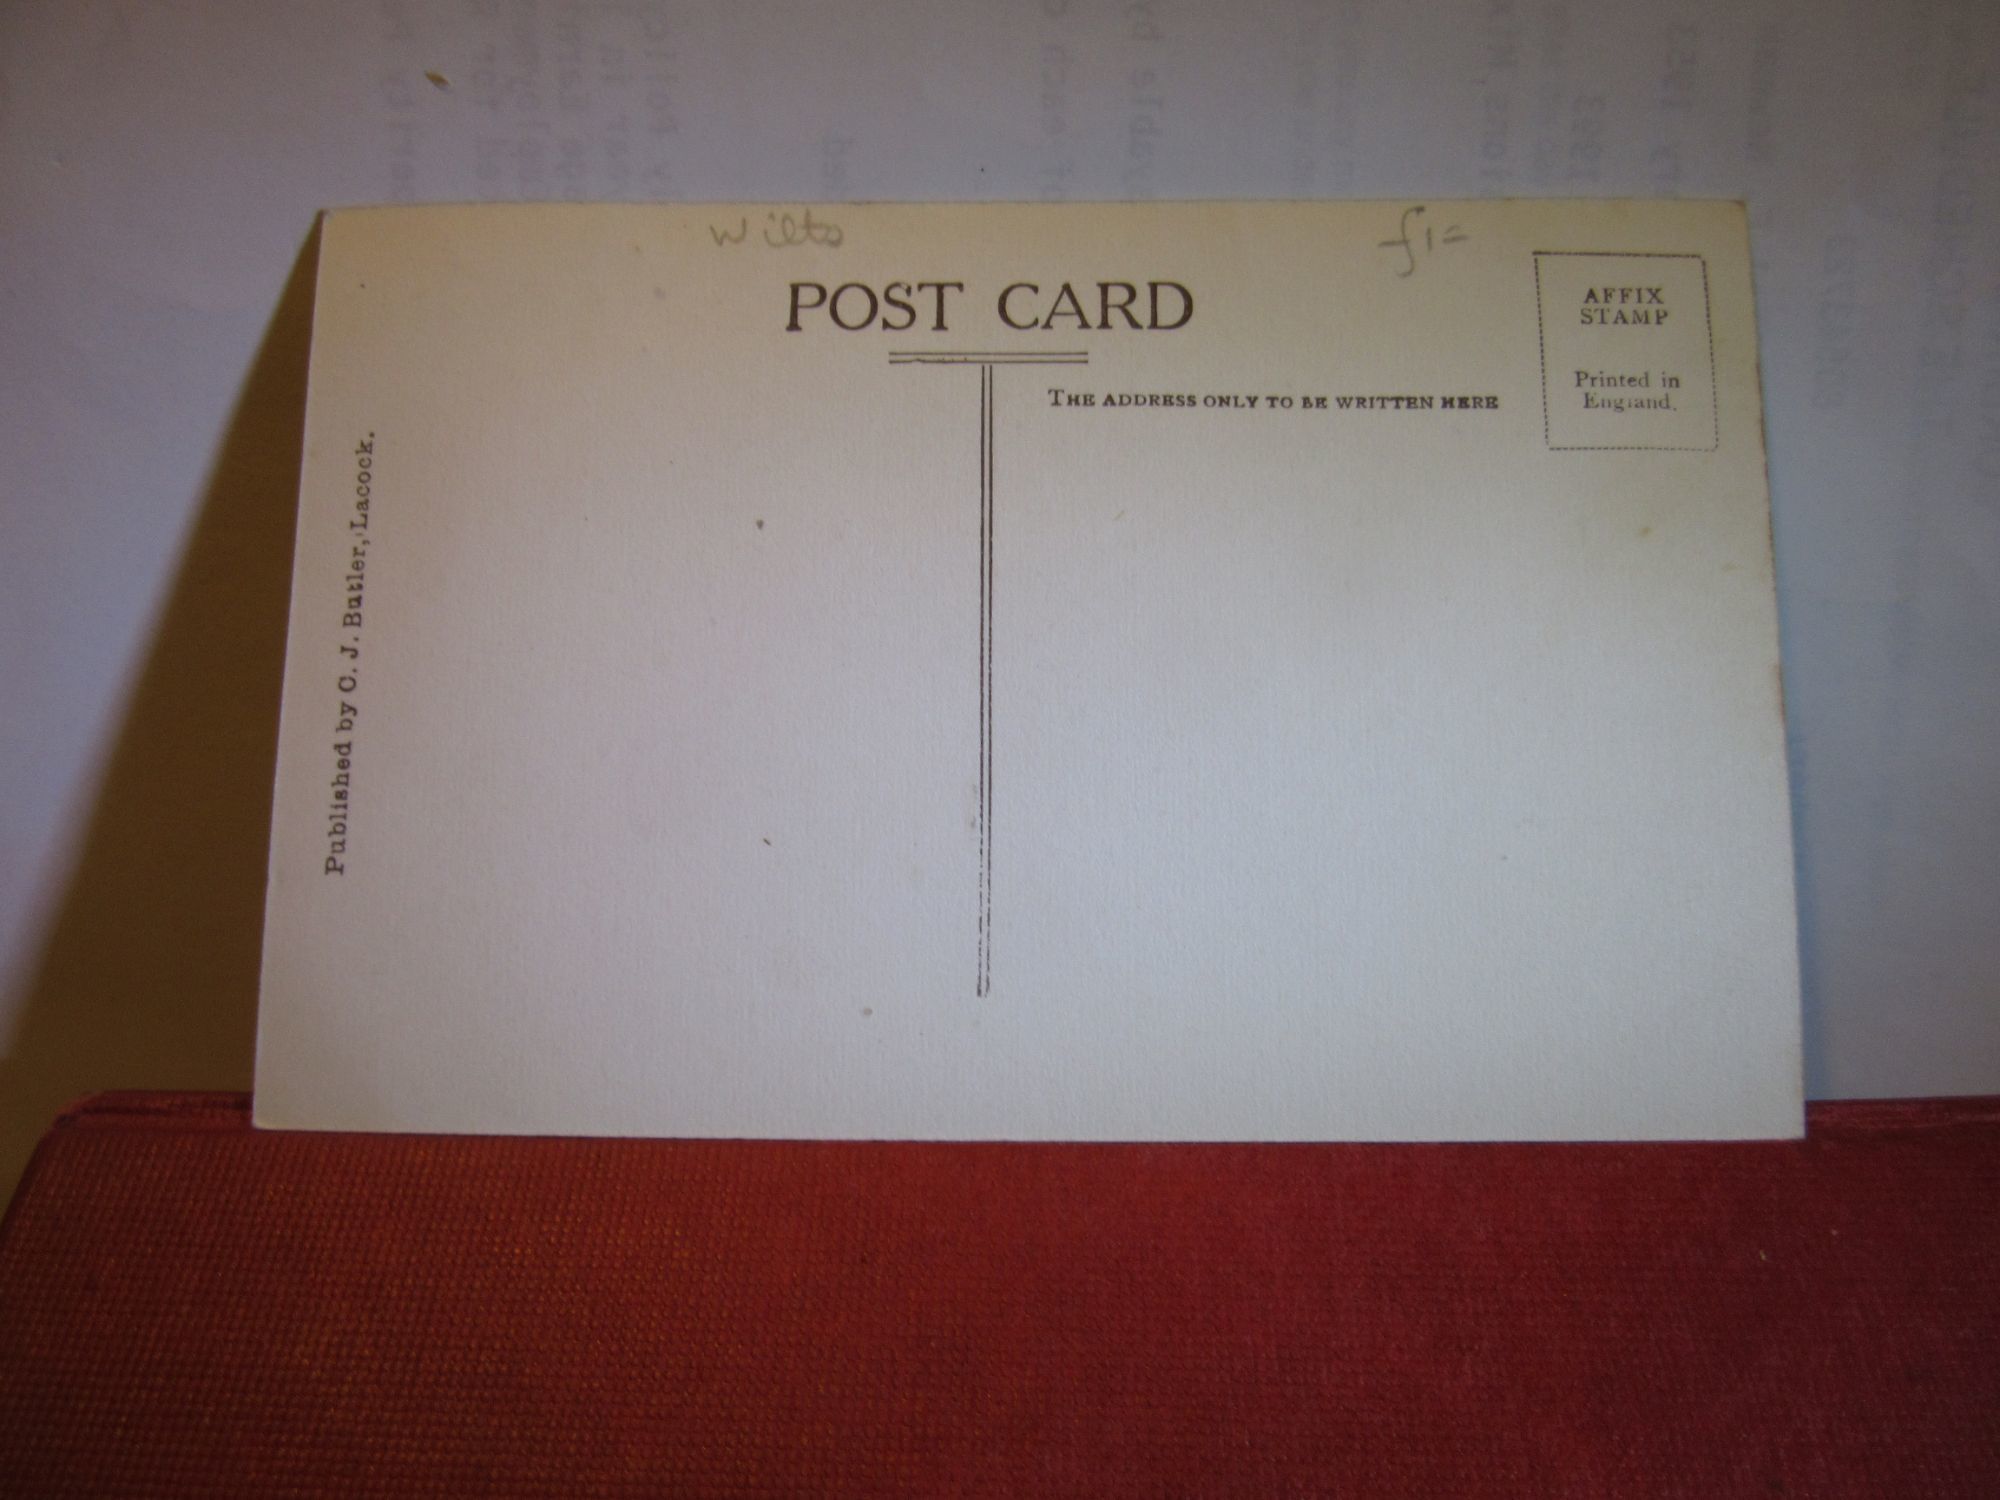 Wilts
£1=
POST CARD
AFFIX
STAMP
Printed in
England.
THE ADDRESS ONLY TO BE WRITTEN HERE
Published by C. J. Butler, Lacock.